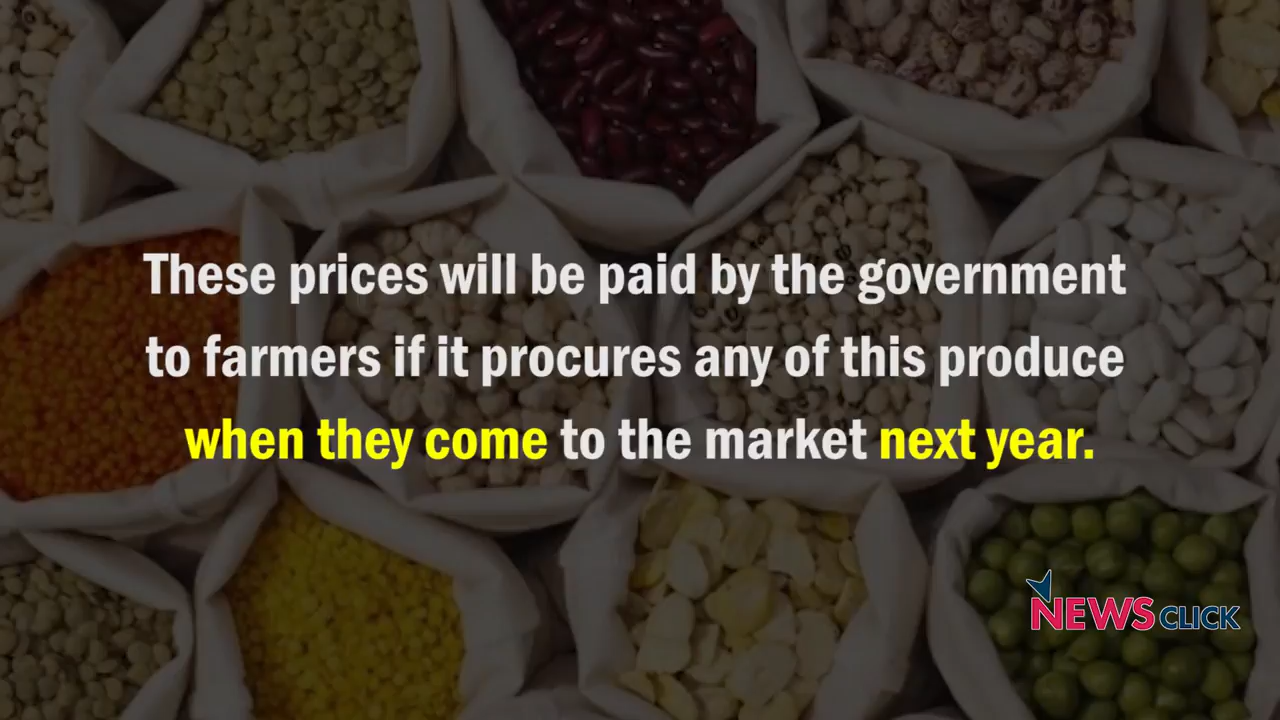 These prices will be paid by the government
to farmers if it procures any of this produce
when they come to the market next year.
NEWSCLICK